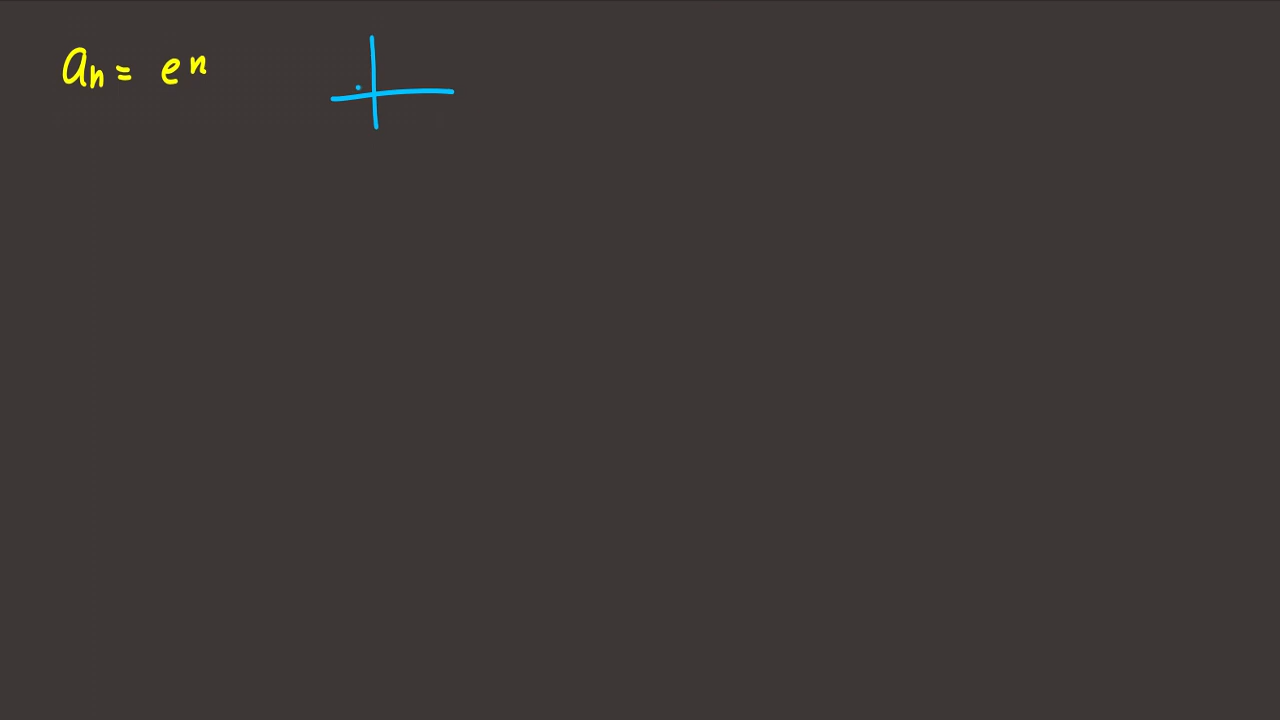 aₙ = eⁿ